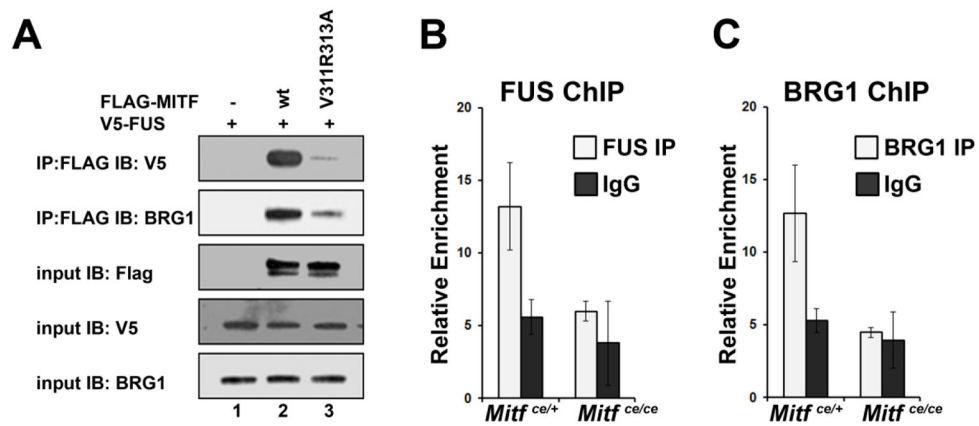 A
FLAG-MITF - wt V311R313A
V5-FUS + + +
IP:FLAG IB: V5
IP:FLAG IB: BRG1
input IB: Flag
input IB: V5
input IB: BRG1
1 2 3
B
FUS ChIP
Relative Enrichment
20
15
10
5
0
FUS IP
IgG
Mitf ce/+ Mitf ce/ce
C
BRG1 ChIP
Relative Enrichment
20
15
10
5
0
BRG1 IP
IgG
Mitf ce/+ Mitf ce/ce